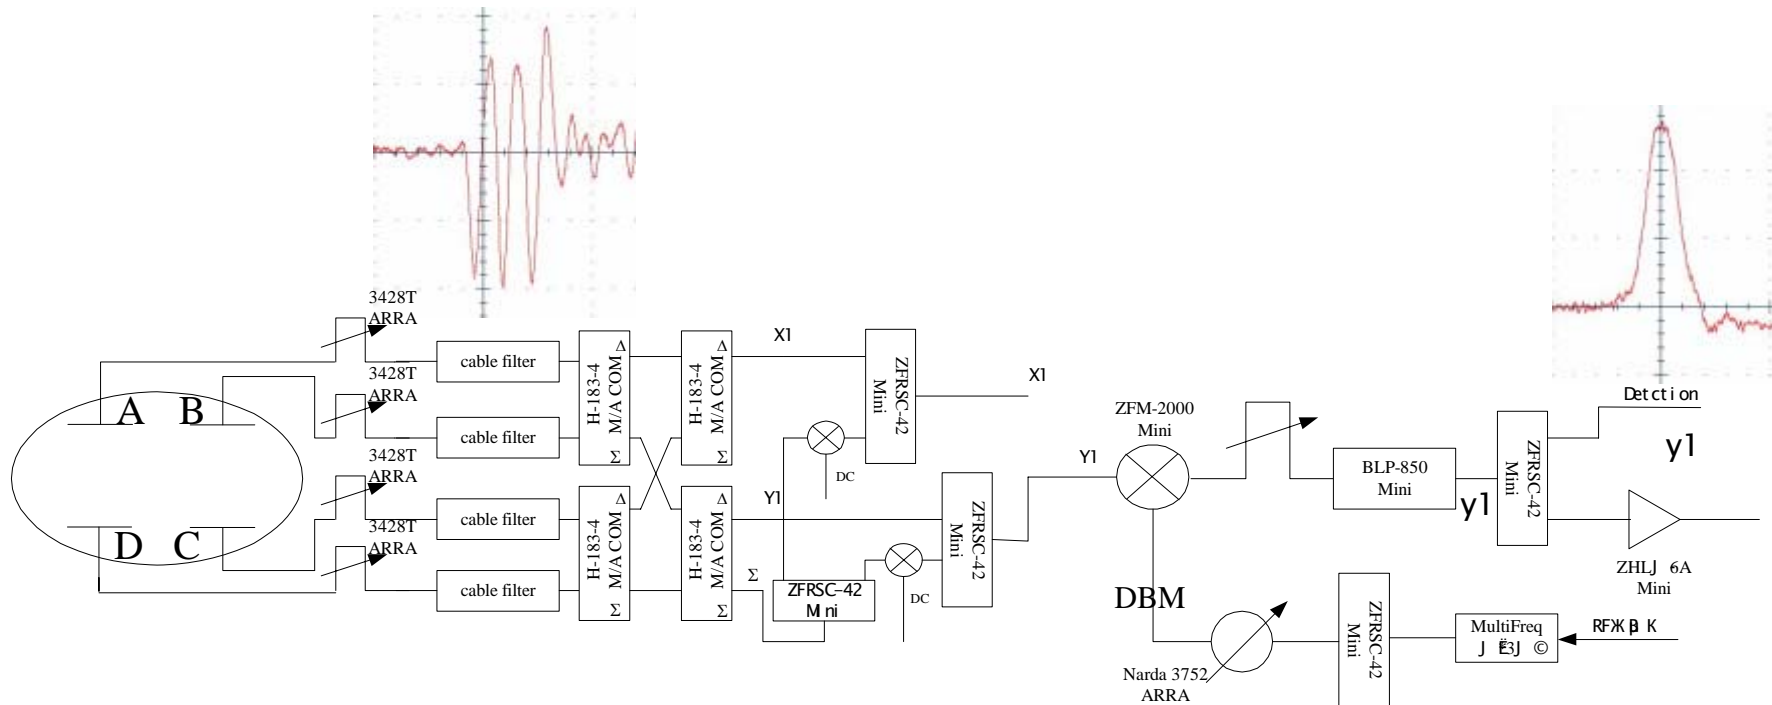 3428T
ARRA
3428T
ARRA
3428T
ARRA
3428T
ARRA
A
B
D
C
cable filter
cable filter
cable filter
cable filter
H-183-4
M/A COM
Δ
Σ
H-183-4
M/A COM
Δ
Σ
H-183-4
M/A COM
Δ
Σ
H-183-4
M/A COM
Δ
Σ
X1
Y1
Σ
DC
DC
ZFRSC-42
Mini
ZFRSC-42
Mini
ZFRSC-42
Mini
X1
Y1
ZFM-2000
Mini
DBM
BLP-850
Mini
y1
ZFRSC-42
Mini
Detction
y1
ZHLJ 6A
Mini
Narda 3752
ARRA
ZFRSC-42
Mini
MultiFreq